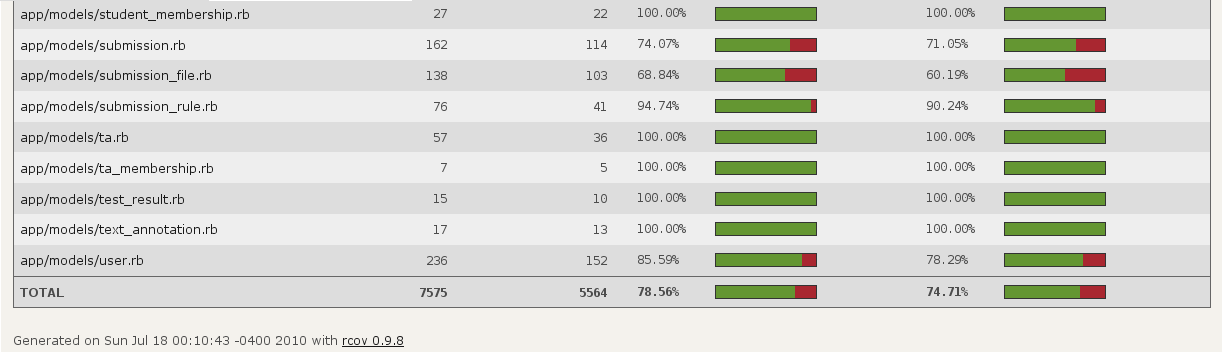 app/models/student_membership.rb 27 22 100.00% 100.00%
app/models/submission.rb 162 114 74.07% 71.05%
app/models/submission_file.rb 138 103 68.84% 60.19%
app/models/submission_rule.rb 76 41 94.74% 90.24%
app/models/ta.rb 57 36 100.00% 100.00%
app/models/ta_membership.rb 7 5 100.00% 100.00%
app/models/test_result.rb 15 10 100.00% 100.00%
app/models/text_annotation.rb 17 13 100.00% 100.00%
app/models/user.rb 236 152 85.59% 78.29%
TOTAL 7575 5564 78.56% 74.71%
Generated on Sun Jul 18 00:10:43 -0400 2010 with rcov 0.9.8